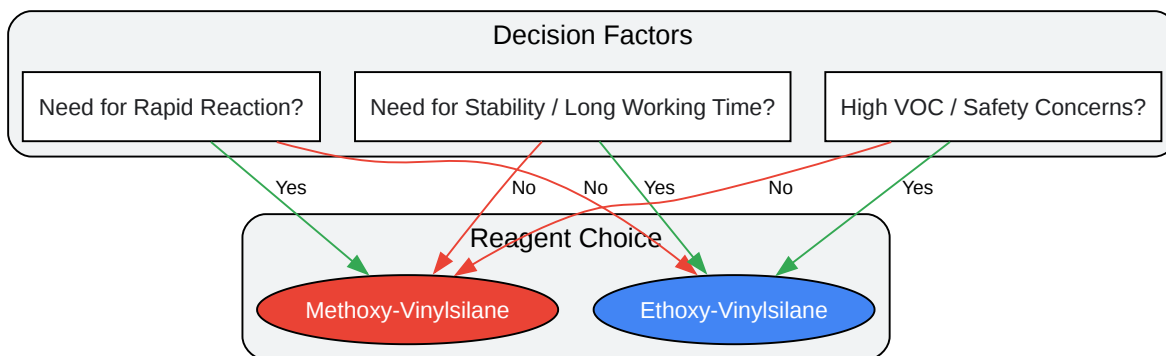 Decision Factors
Need for Rapid Reaction?
Need for Stability / Long Working Time?
High VOC / Safety Concerns?
Yes
No
No
Yes
No
Yes
Reagent Choice
Methoxy-Vinylsilane
Ethoxy-Vinylsilane